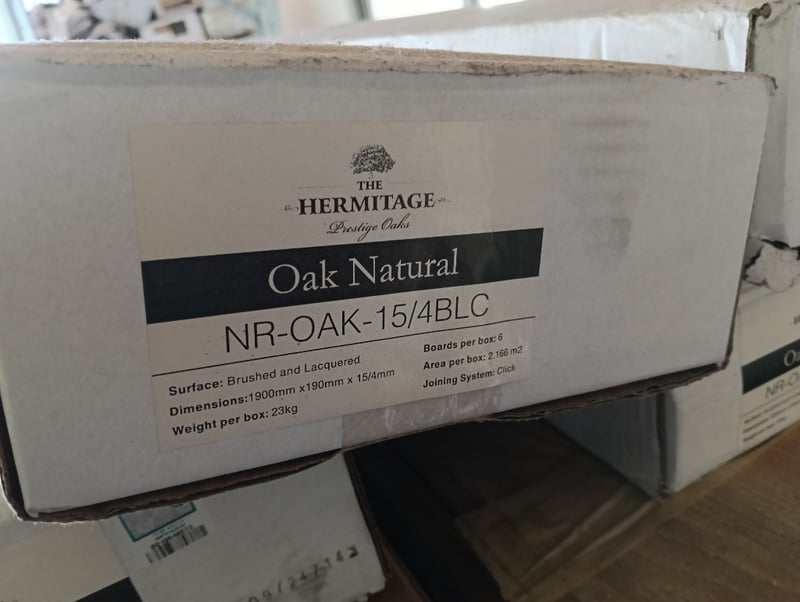 THE
HERMITAGE
Prestige Oaks
Oak Natural
NR-OAK-15/4BLC
Surface: Brushed and Lacquered
Dimensions:1900mm x190mm x 15/4mm
Weight per box: 23kg
Boards per box: 6
Area per box: 2.166 m2
Joining System: Click